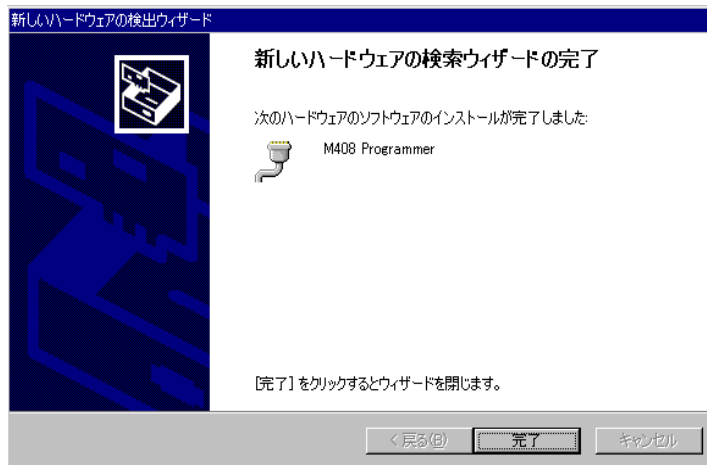 新しいハードウェアの検出ウィザード
新しいハードウェアの検索ウィザードの完了
次のハードウェアのソフトウェアのインストールが完了しました:
M408 Programmer
[完了] をクリックするとウィザードを閉じます。
< 戻る(B) 完了 キャンセル